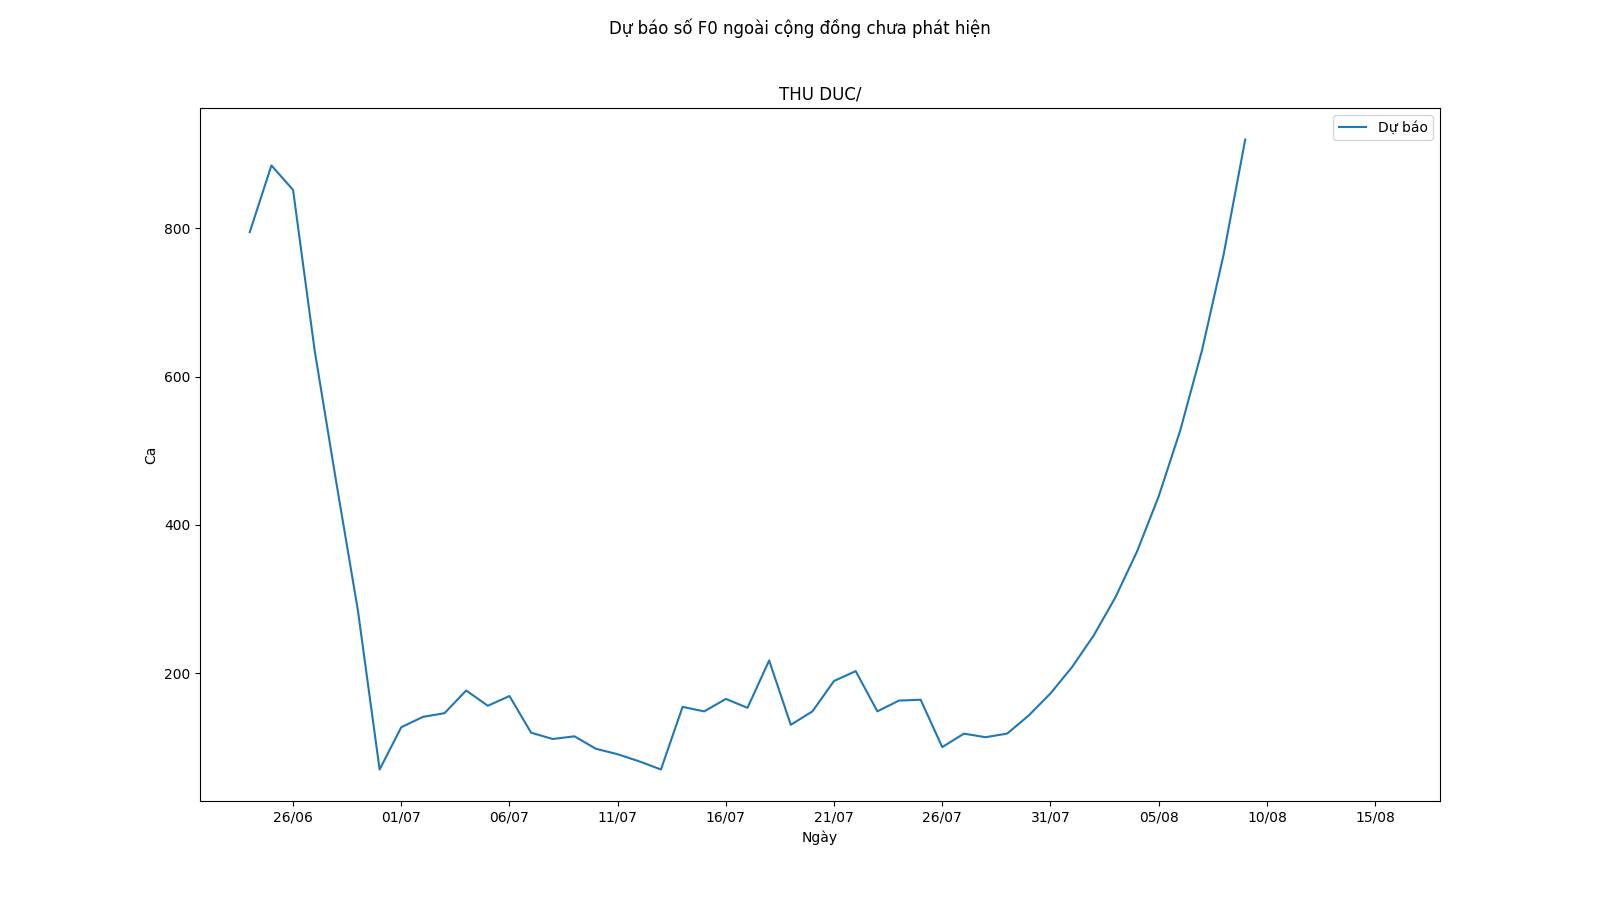 Dự báo số F0 ngoài cộng đồng chưa phát hiện
THU DUC/
Dự báo
800
600
400
200
Ca
26/06 01/07 06/07 11/07 16/07 21/07 26/07 31/07 05/08 10/08 15/08
Ngày